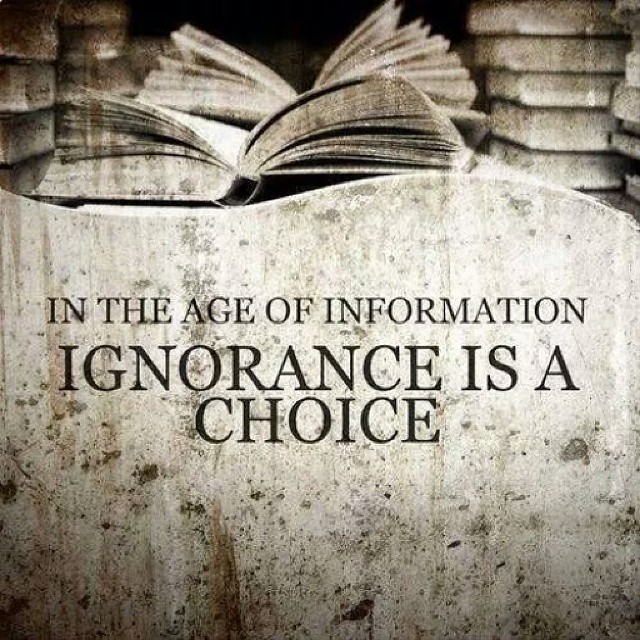 IN THE AGE OF INFORMATION
IGNORANCE IS A
CHOICE